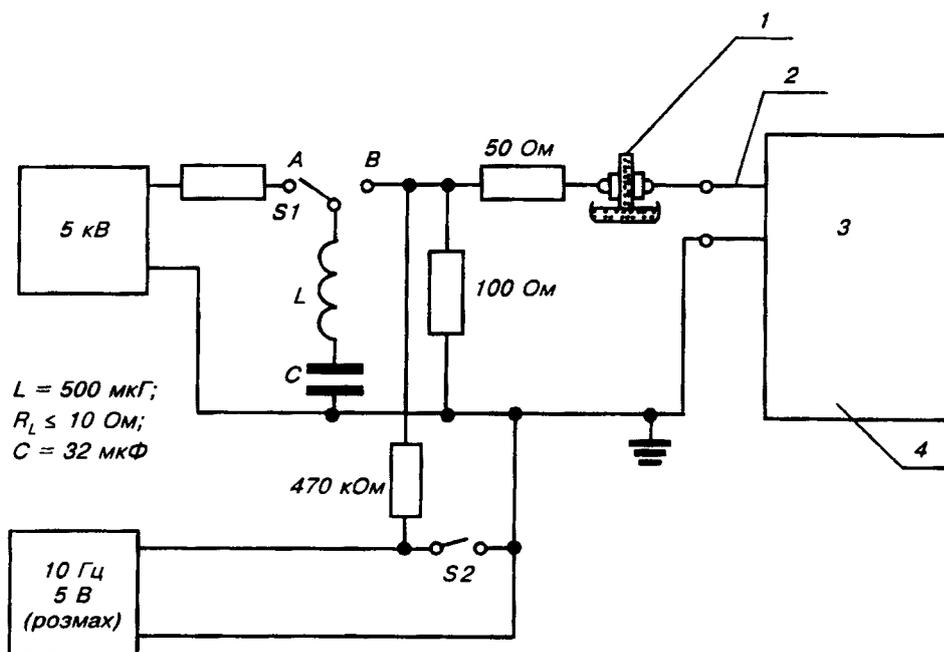 1
2
A
B
50 Ом
5 кВ
S1
3
L
100 Ом
C
L = 500 мкГ;
R_L ≤ 10 Ом;
C = 32 мкФ
470 кОм
4
S2
10 Гц
5 В
(розмах)